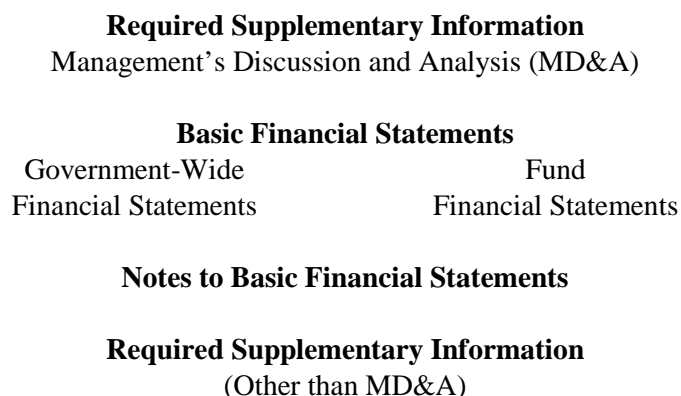 Required Supplementary Information
Management’s Discussion and Analysis (MD&A)
Basic Financial Statements
Government-Wide Fund
Financial Statements Financial Statements
Notes to Basic Financial Statements
Required Supplementary Information
(Other than MD&A)